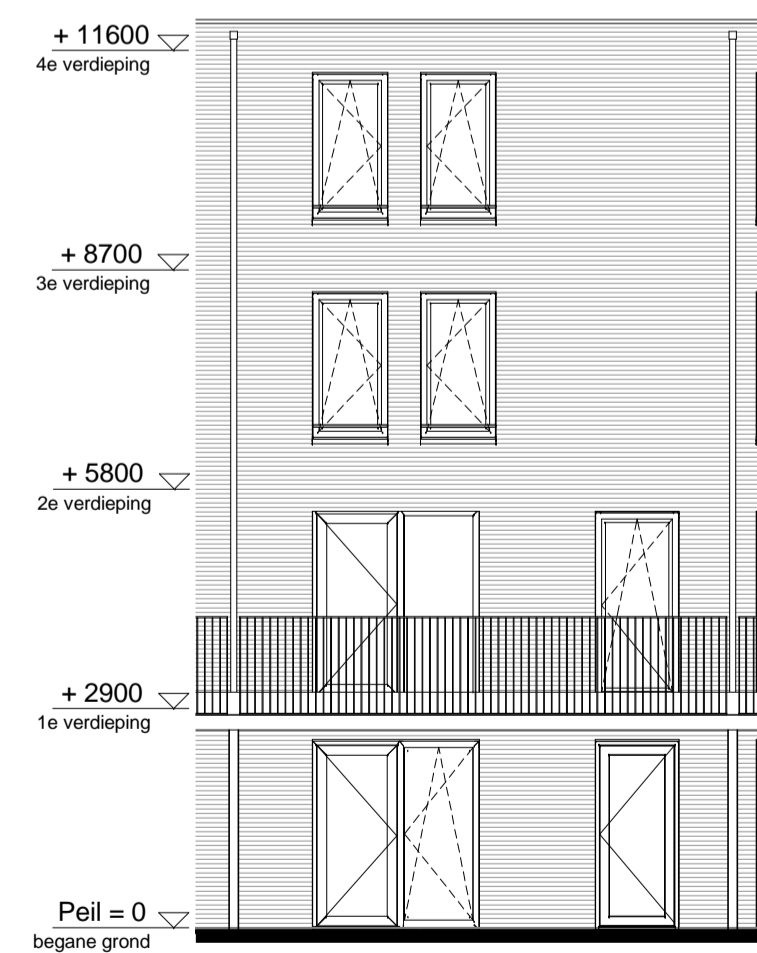 + 11600
4e verdieping
+ 8700
3e verdieping
+ 5800
2e verdieping
+ 2900
1e verdieping
Peil = 0
begane grond